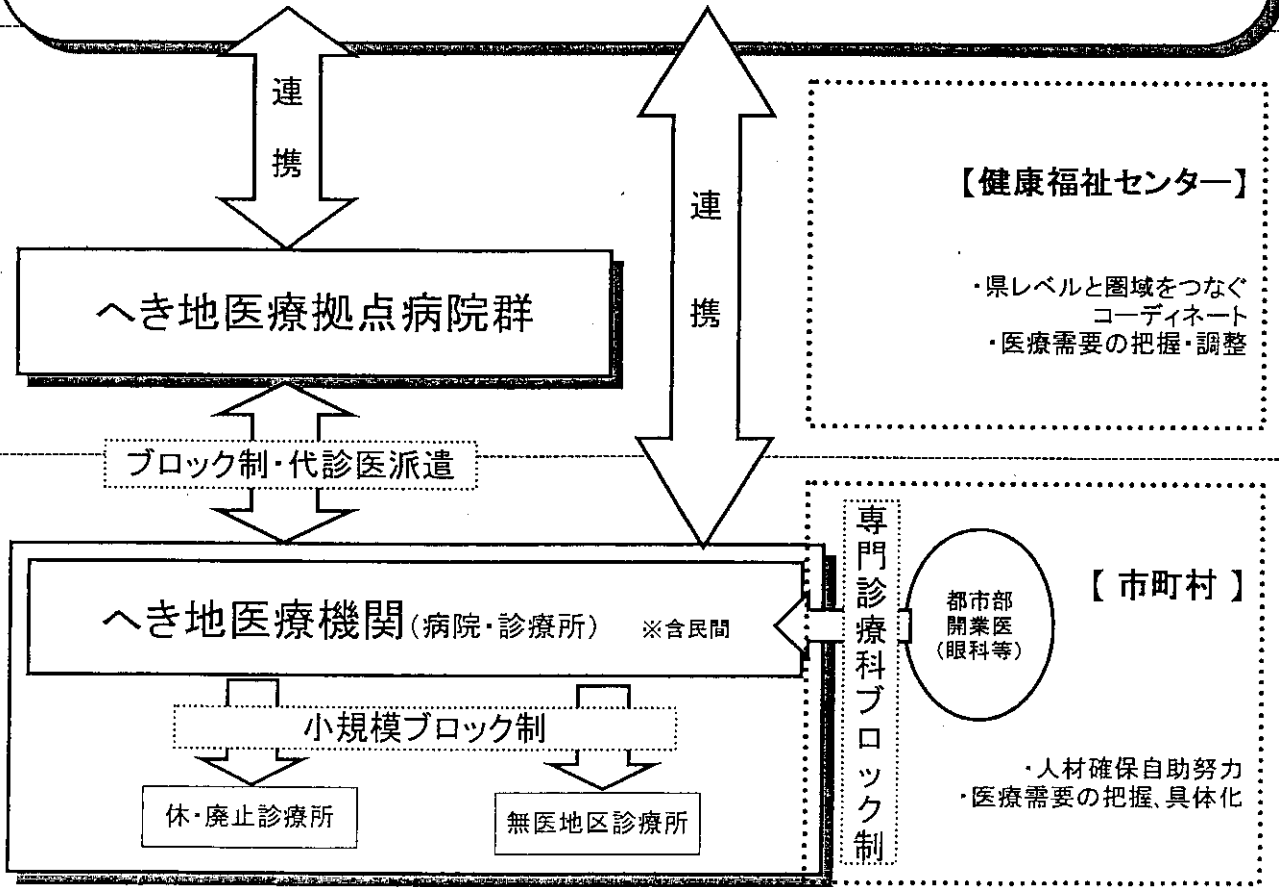 連
携
連
携
【健康福祉センター】
・県レベルと圏域をつなぐ
コーディネート
・医療需要の把握・調整
へき地医療拠点病院群
ブロック制・代診医派遣
へき地医療機関(病院・診療所) ※含民間
小規模ブロック制
休・廃止診療所
無医地区診療所
専門診療科ブロック制
都市部
開業医
(眼科等)
【 市町村 】
・人材確保自助努力
・医療需要の把握、具体化